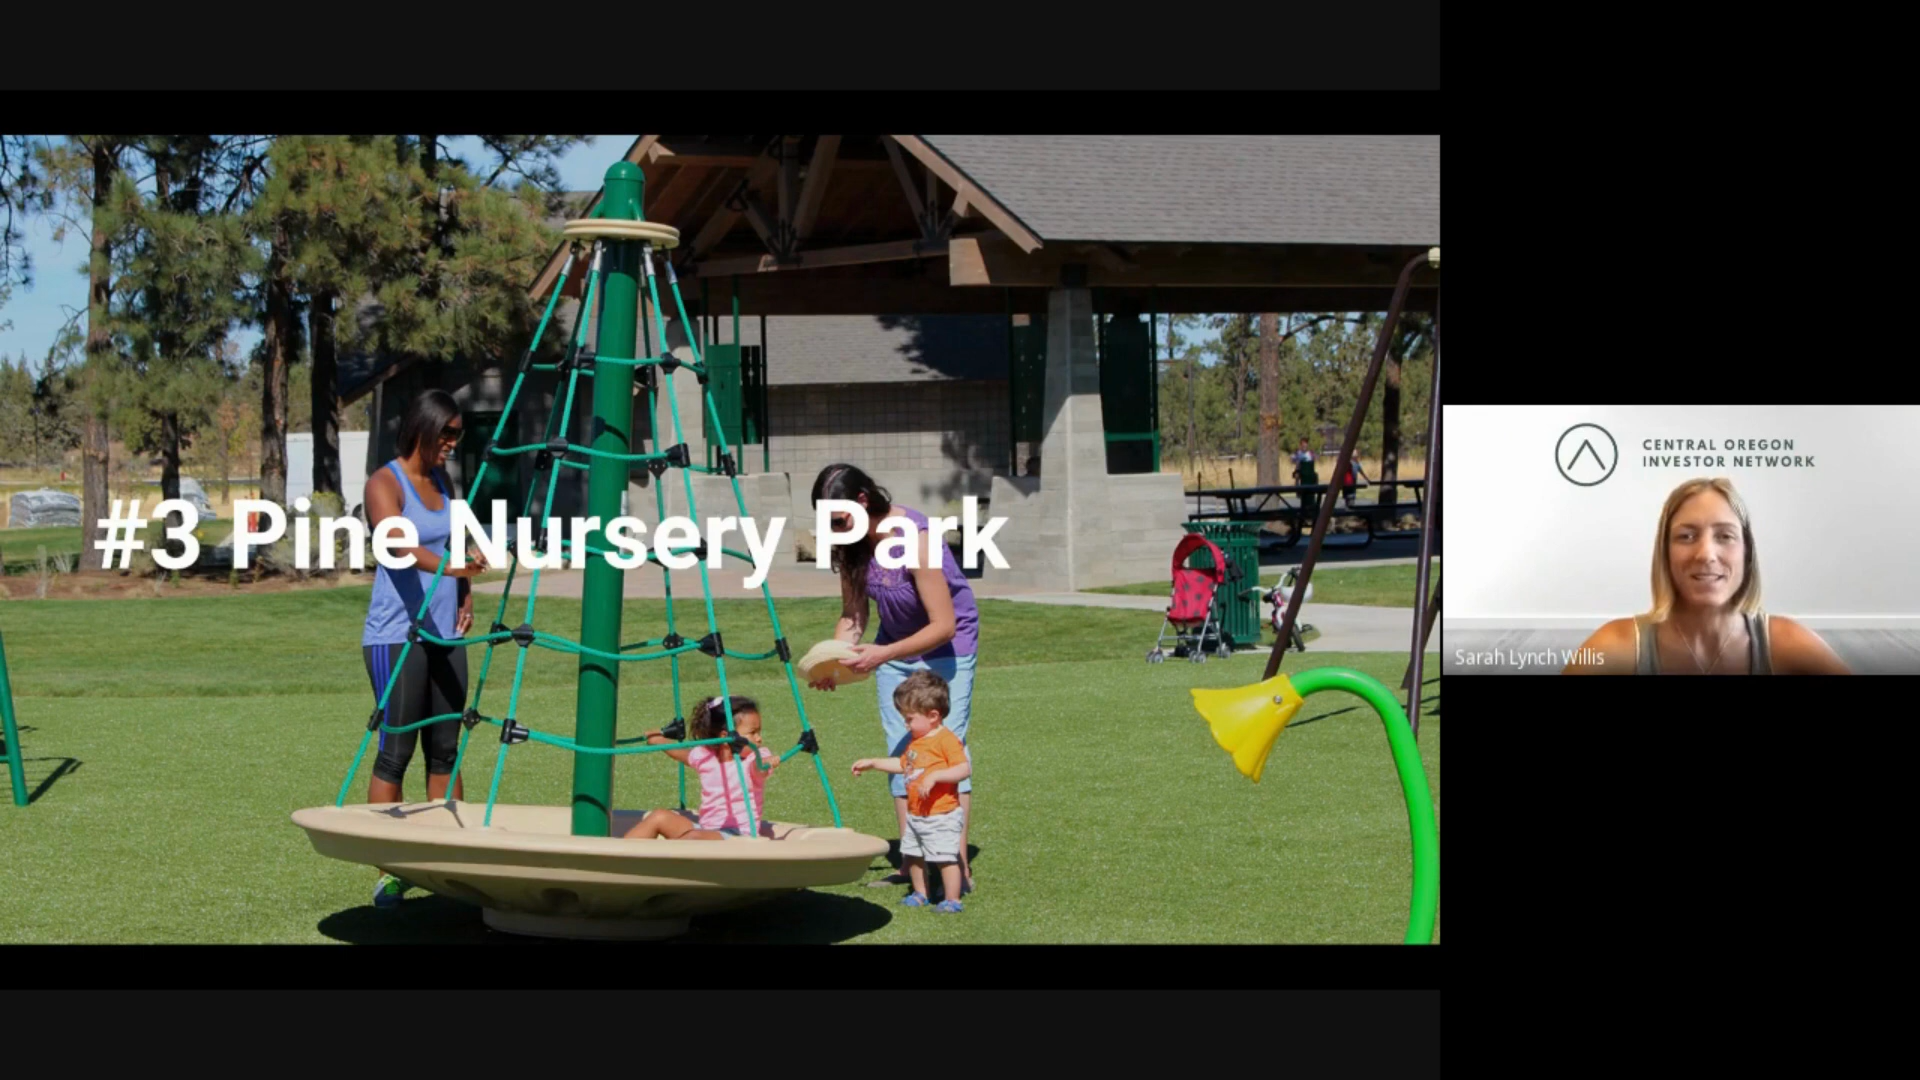 #3 Pine Nursery Park
CENTRAL OREGON
INVESTOR NETWORK
Sarah Lynch Willis